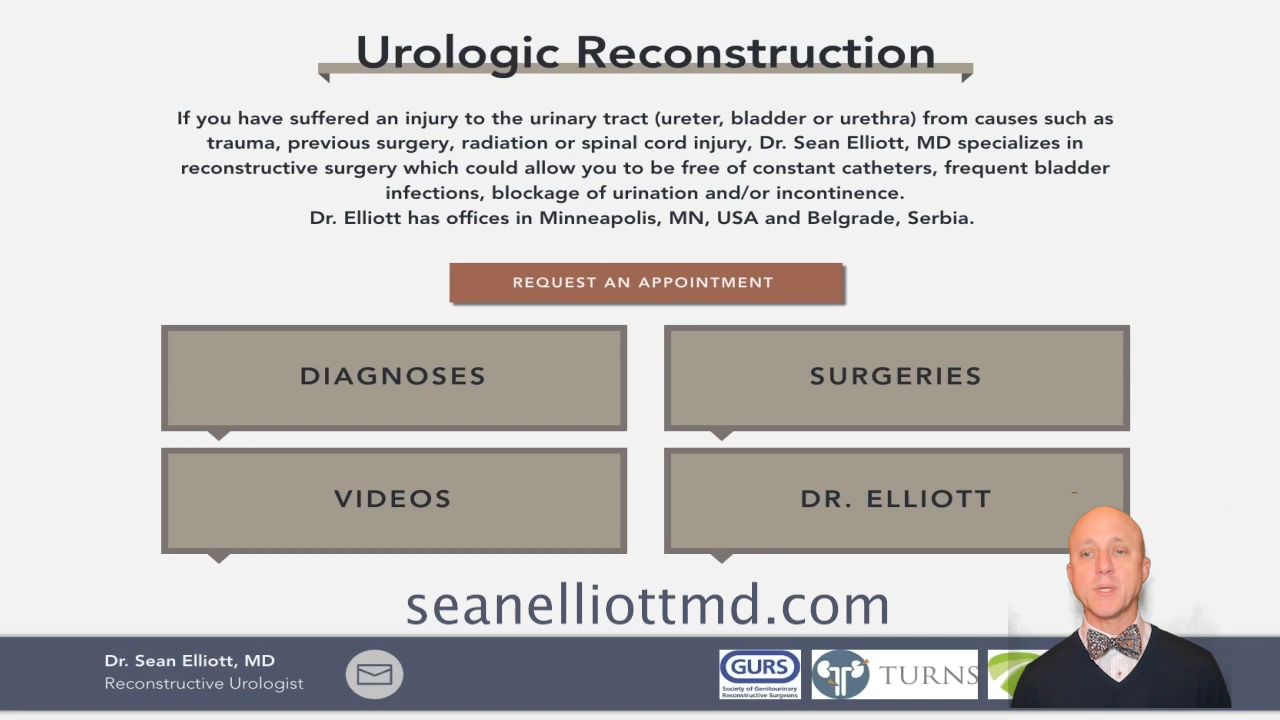 Urologic Reconstruction
If you have suffered an injury to the urinary tract (ureter, bladder or urethra) from causes such as
trauma, previous surgery, radiation or spinal cord injury, Dr. Sean Elliott, MD specializes in
reconstructive surgery which could allow you to be free of constant catheters, frequent bladder
infections, blockage of urination and/or incontinence.
Dr. Elliott has offices in Minneapolis, MN, USA and Belgrade, Serbia.
REQUEST AN APPOINTMENT
DIAGNOSES
SURGERIES
VIDEOS
DR. ELLIOTT
seanelliottmd.com
Dr. Sean Elliott, MD
Reconstructive Urologist
GURS
Society of Genitourinary
Reconstructive Surgeons
TURNS